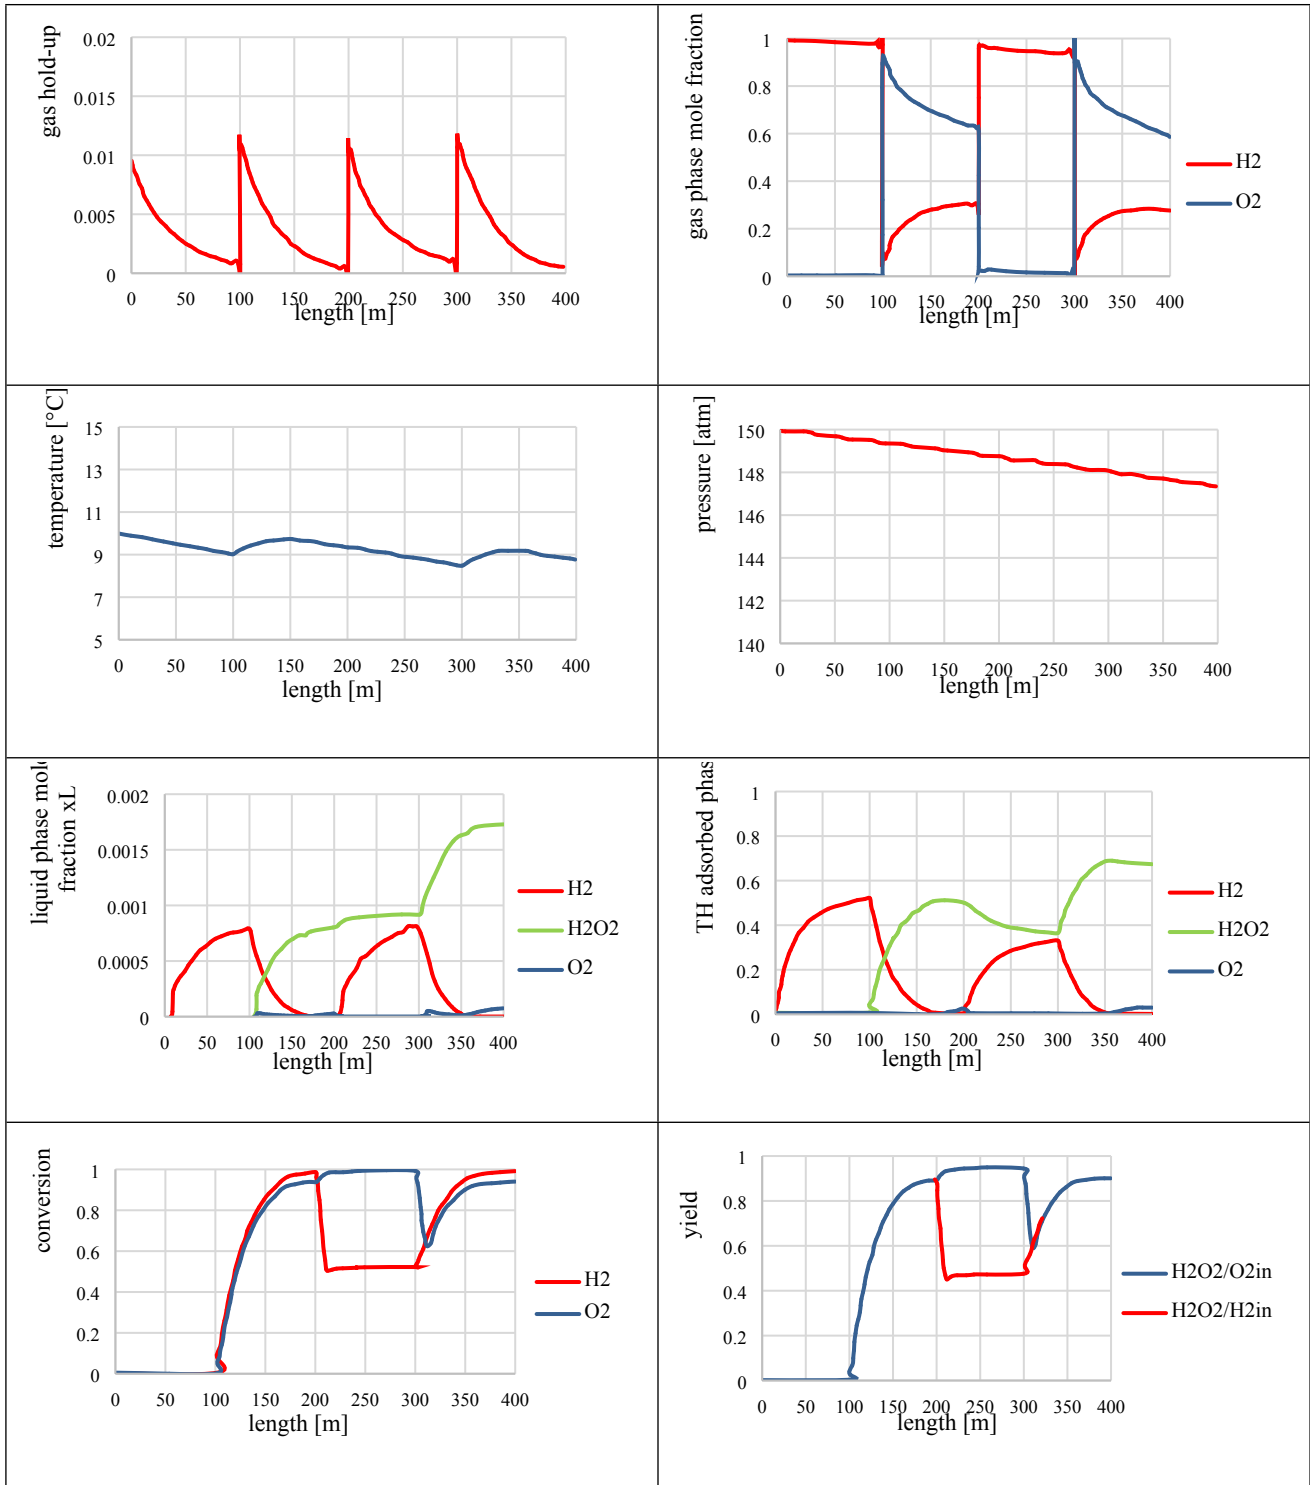 gas hold-up
0.02
0.015
0.01
0.005
0
0 50 100 150 200 250 300 350 400
length [m]
gas phase mole fraction
1
0.8
0.6
0.4
0.2
0
0 50 100 150 200 250 300 350 400
length [m]
H2
O2
temperature [°C]
15
13
11
9
7
5
0 50 100 150 200 250 300 350 400
length [m]
pressure [atm]
150
148
146
144
142
140
0 50 100 150 200 250 300 350 400
length [m]
liquid phase mole
fraction xL
0.002
0.0015
0.001
0.0005
0
0 50 100 150 200 250 300 350 400
length [m]
H2
H2O2
O2
TH adsorbed phas
1
0.8
0.6
0.4
0.2
0
0 50 100 150 200 250 300 350 400
length [m]
H2
H2O2
O2
conversion
1
0.8
0.6
0.4
0.2
0
0 50 100 150 200 250 300 350 400
length [m]
H2
O2
yield
1
0.8
0.6
0.4
0.2
0
0 50 100 150 200 250 300 350 400
length [m]
H2O2/O2in
H2O2/H2in